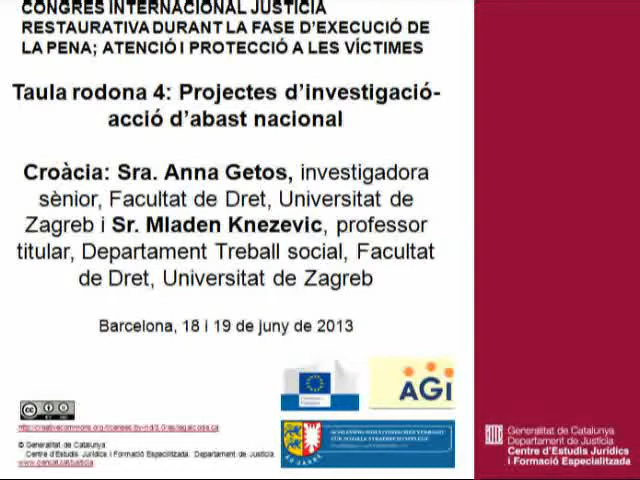 CONGRÉS INTERNACIONAL JUSTÍCIA
RESTAURATIVA DURANT LA FASE D'EXECUCIÓ DE
LA PENA; ATENCIÓ I PROTECCIÓ A LES VÍCTIMES
Taula rodona 4: Projectes d'investigació-
acció d'abast nacional
Croàcia: Sra. Anna Getos, investigadora
sènior, Facultat de Dret, Universitat de
Zagreb i Sr. Mladen Knezevic, professor
titular, Departament Treball social, Facultat
de Dret, Universitat de Zagreb
Barcelona, 18 i 19 de juny de 2013
AGI
cc
© Generalitat de Catalunya
Centre d'Estudis Jurídics i Formació Especialitzada. Departament de Justícia.
Generalitat de Catalunya
Departament de Justícia
Centre d'Estudis Jurídics
i Formació Especialitzada